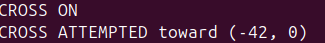 CROSS ON
CROSS ATTEMPTED toward (-42, 0)